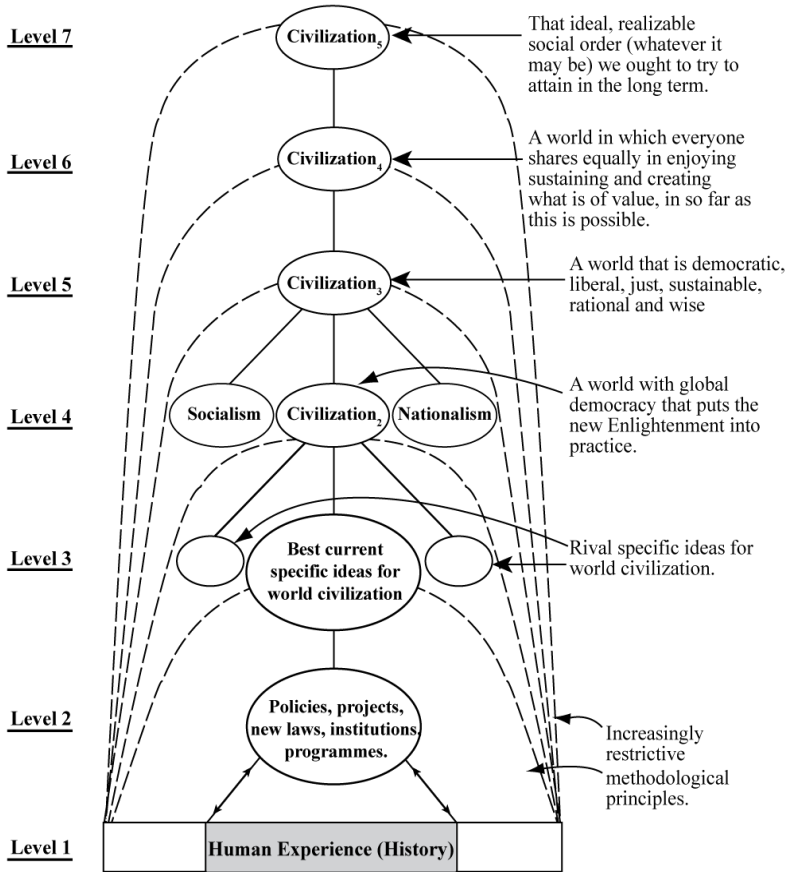 Level 7
Civilization₅
That ideal, realizable
social order (whatever it
may be) we ought to try to
attain in the long term.
Level 6
Civilization₄
A world in which everyone
shares equally in enjoying
sustaining and creating
what is of value, in so far as
this is possible.
Level 5
Civilization₃
A world that is democratic,
liberal, just, sustainable,
rational and wise
Level 4
Socialism
Civilization₂
Nationalism
A world with global
democracy that puts the
new Enlightenment into
practice.
Level 3
Best current
specific ideas for
world civilization
Rival specific ideas for
world civilization.
Level 2
Policies, projects,
new laws, institutions,
programmes.
Increasingly
restrictive
methodological
principles.
Level 1
Human Experience (History)